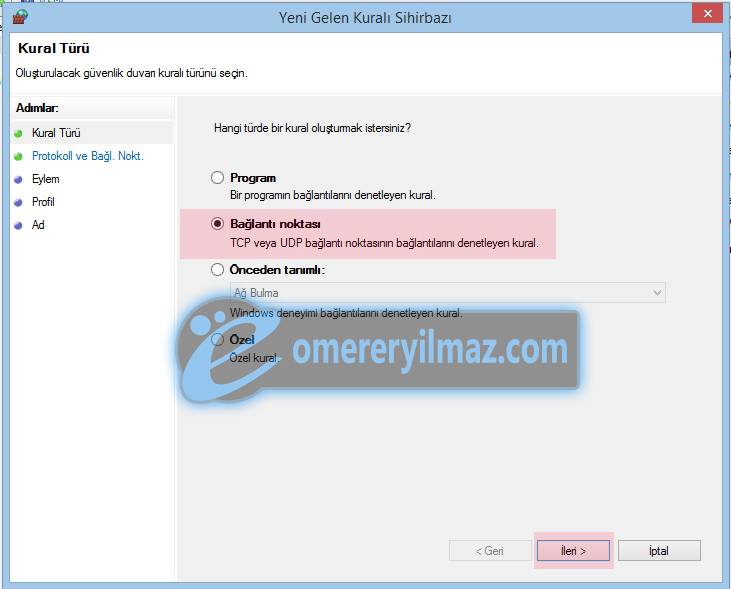 Yeni Gelen Kuralı Sihirbazı
Kural Türü
Oluşturulacak güvenlik duvarı kuralı türünü seçin.
Adımlar:
Kural Türü
Protokoll ve Bağl. Nokt.
Eylem
Profil
Ad
Hangi türde bir kural oluşturmak istersiniz?
Program
Bir programın bağlantılarını denetleyen kural.
Bağlantı noktası
TCP veya UDP bağlantı noktasının bağlantılarını denetleyen kural.
Önceden tanımlı:
Ağ Bulma
Windows deneyimi bağlantılarını denetleyen kural.
Özel
Özel kural.
omereryilmaz.com
< Geri
İleri >
İptal